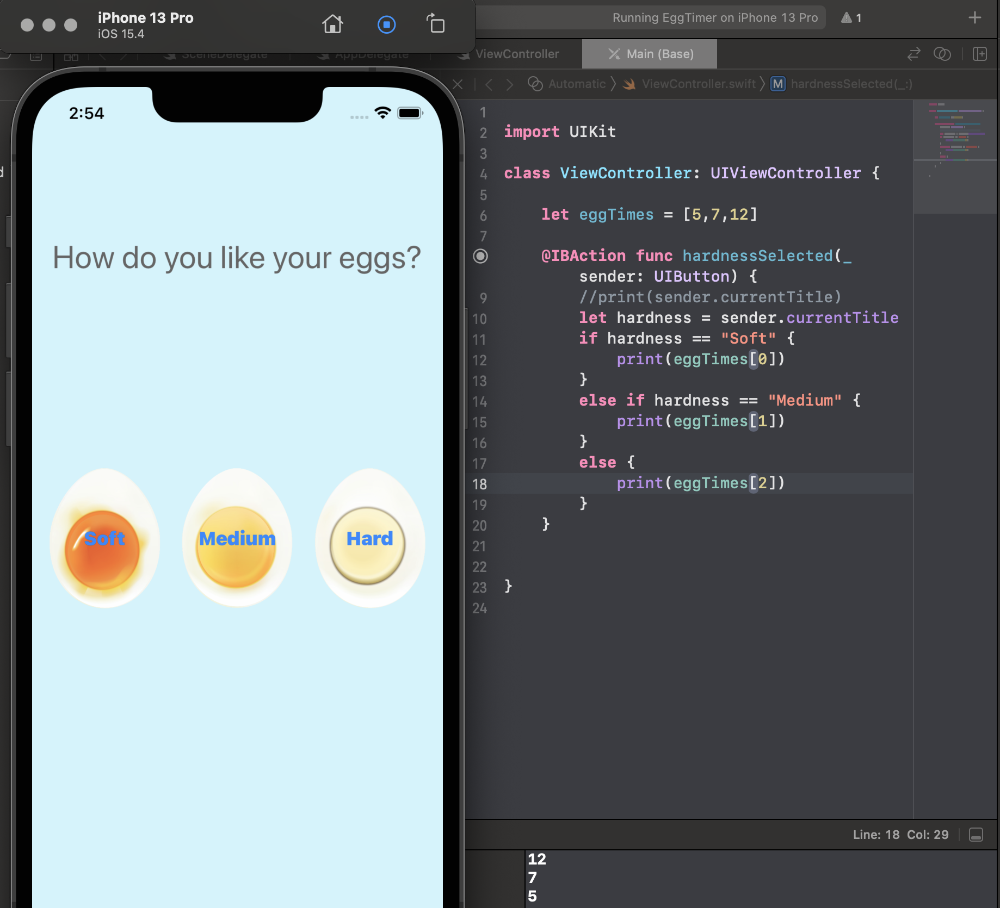 iPhone 13 Pro
iOS 15.4
Running EggTimer on iPhone 13 Pro
1
SceneDelegate
AppDelegate
ViewController
Main (Base)
Automatic
ViewController.swift
M
hardnessSelected(_:)
2:54
How do you like your eggs?
Soft
Medium
Hard
1
2 import UIKit
3
4 class ViewController: UIViewController {
5
6 let eggTimes = [5,7,12]
7
@IBAction func hardnessSelected(_
sender: UIButton) {
9 //print(sender.currentTitle)
10 let hardness = sender.currentTitle
11 if hardness == "Soft" {
12 print(eggTimes[0])
13 }
14 else if hardness == "Medium" {
15 print(eggTimes[1])
16 }
17 else {
18 print(eggTimes[2])
19 }
20 }
21
22
23 }
24
Line: 18 Col: 29
12
7
5